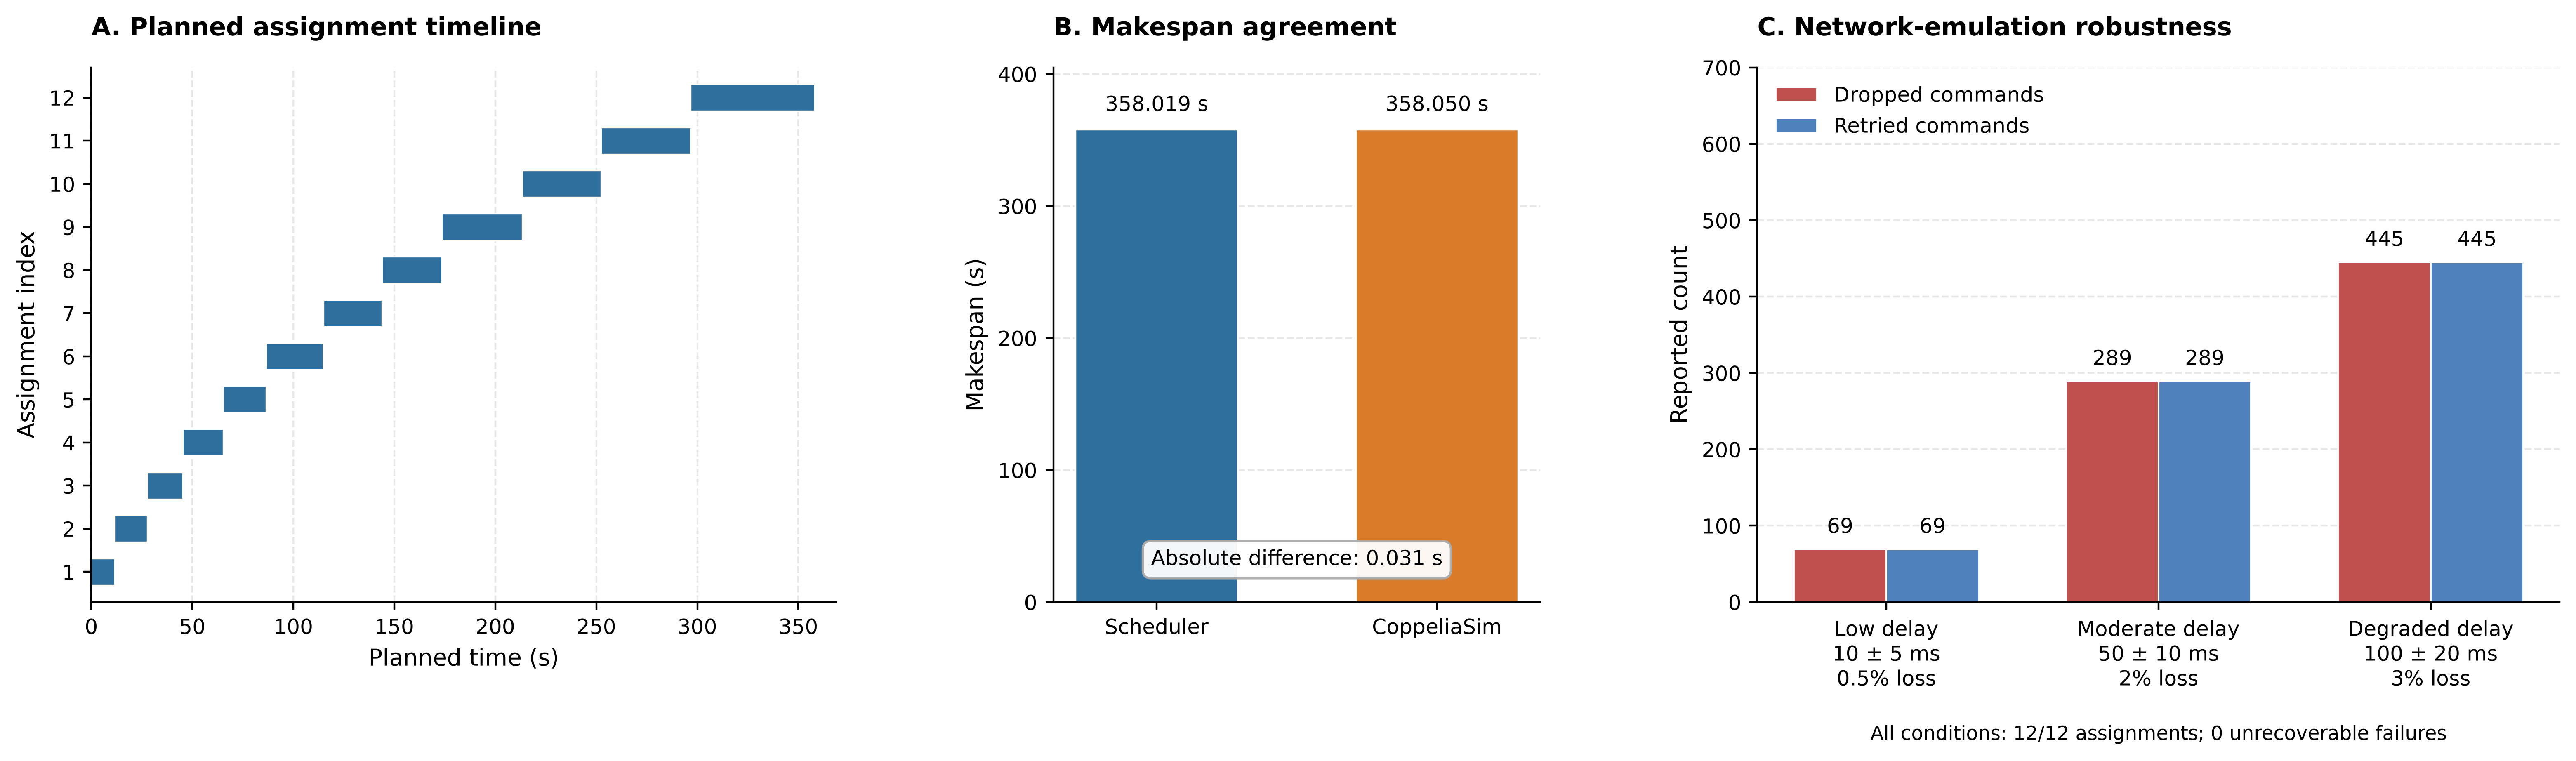 A. Planned assignment timeline
Assignment index
12
11
10
9
8
7
6
5
4
3
2
1
0 50 100 150 200 250 300 350
Planned time (s)
B. Makespan agreement
Makespan (s)
400
300
200
100
0
358.019 s
358.050 s
Absolute difference: 0.031 s
Scheduler
CoppeliaSim
C. Network-emulation robustness
Reported count
700
600
500
400
300
200
100
0
Dropped commands
Retried commands
69 69
289 289
445 445
Low delay
10 ± 5 ms
0.5% loss
Moderate delay
50 ± 10 ms
2% loss
Degraded delay
100 ± 20 ms
3% loss
All conditions: 12/12 assignments; 0 unrecoverable failures